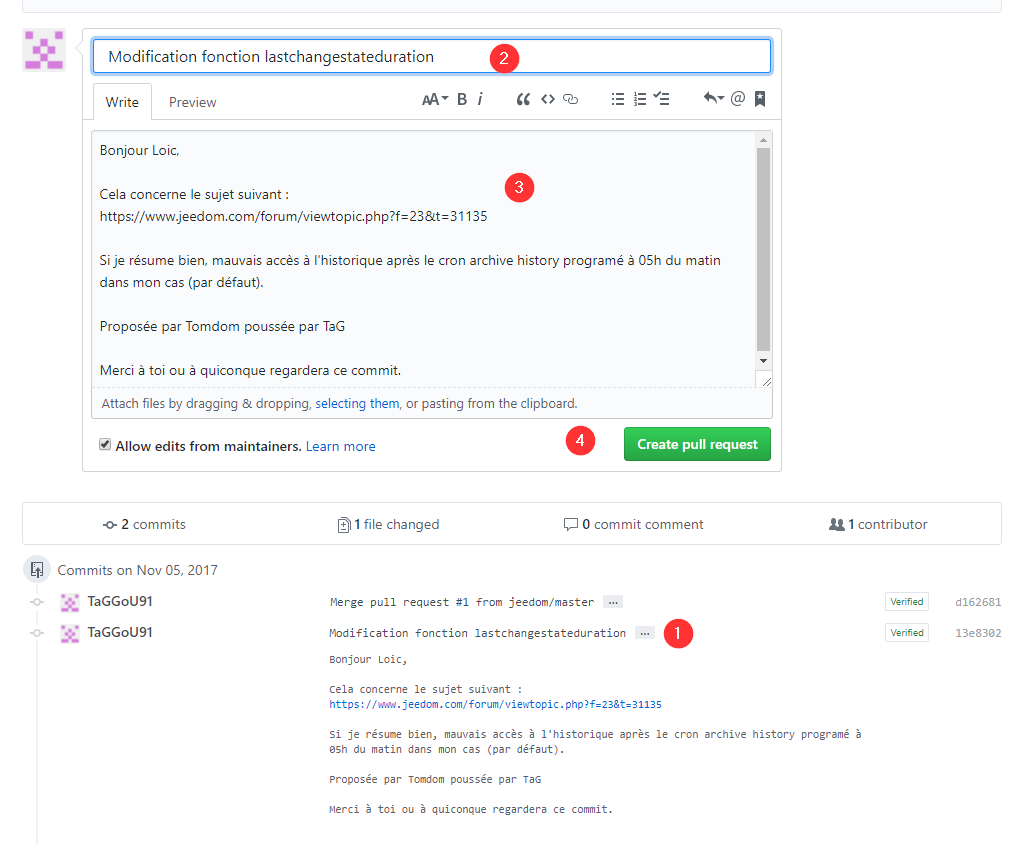 Modification fonction lastchangestateduration 2
Write Preview AA B i
Bonjour Loic,
Cela concerne le sujet suivant : 3
https://www.jeedom.com/forum/viewtopic.php?f=23&t=31135
Si je résume bien, mauvais accès à l'historique après le cron archive history programé à 05h du matin
dans mon cas (par défaut).
Proposée par Tomdom poussée par TaG
Merci à toi ou à quiconque regardera ce commit.
Attach files by dragging & dropping, selecting them, or pasting from the clipboard.
Allow edits from maintainers. Learn more 4 Create pull request
2 commits 1 file changed 0 commit comment 1 contributor
Commits on Nov 05, 2017
TaGGoU91 Merge pull request #1 from jeedom/master … Verified d162681
TaGGoU91 Modification fonction lastchangestateduration … 1 Verified 13e8302
Bonjour Loic,
Cela concerne le sujet suivant :
https://www.jeedom.com/forum/viewtopic.php?f=23&t=31135
Si je résume bien, mauvais accès à l'historique après le cron archive history programé à
05h du matin dans mon cas (par défaut).
Proposée par Tomdom poussée par TaG
Merci à toi ou à quiconque regardera ce commit.